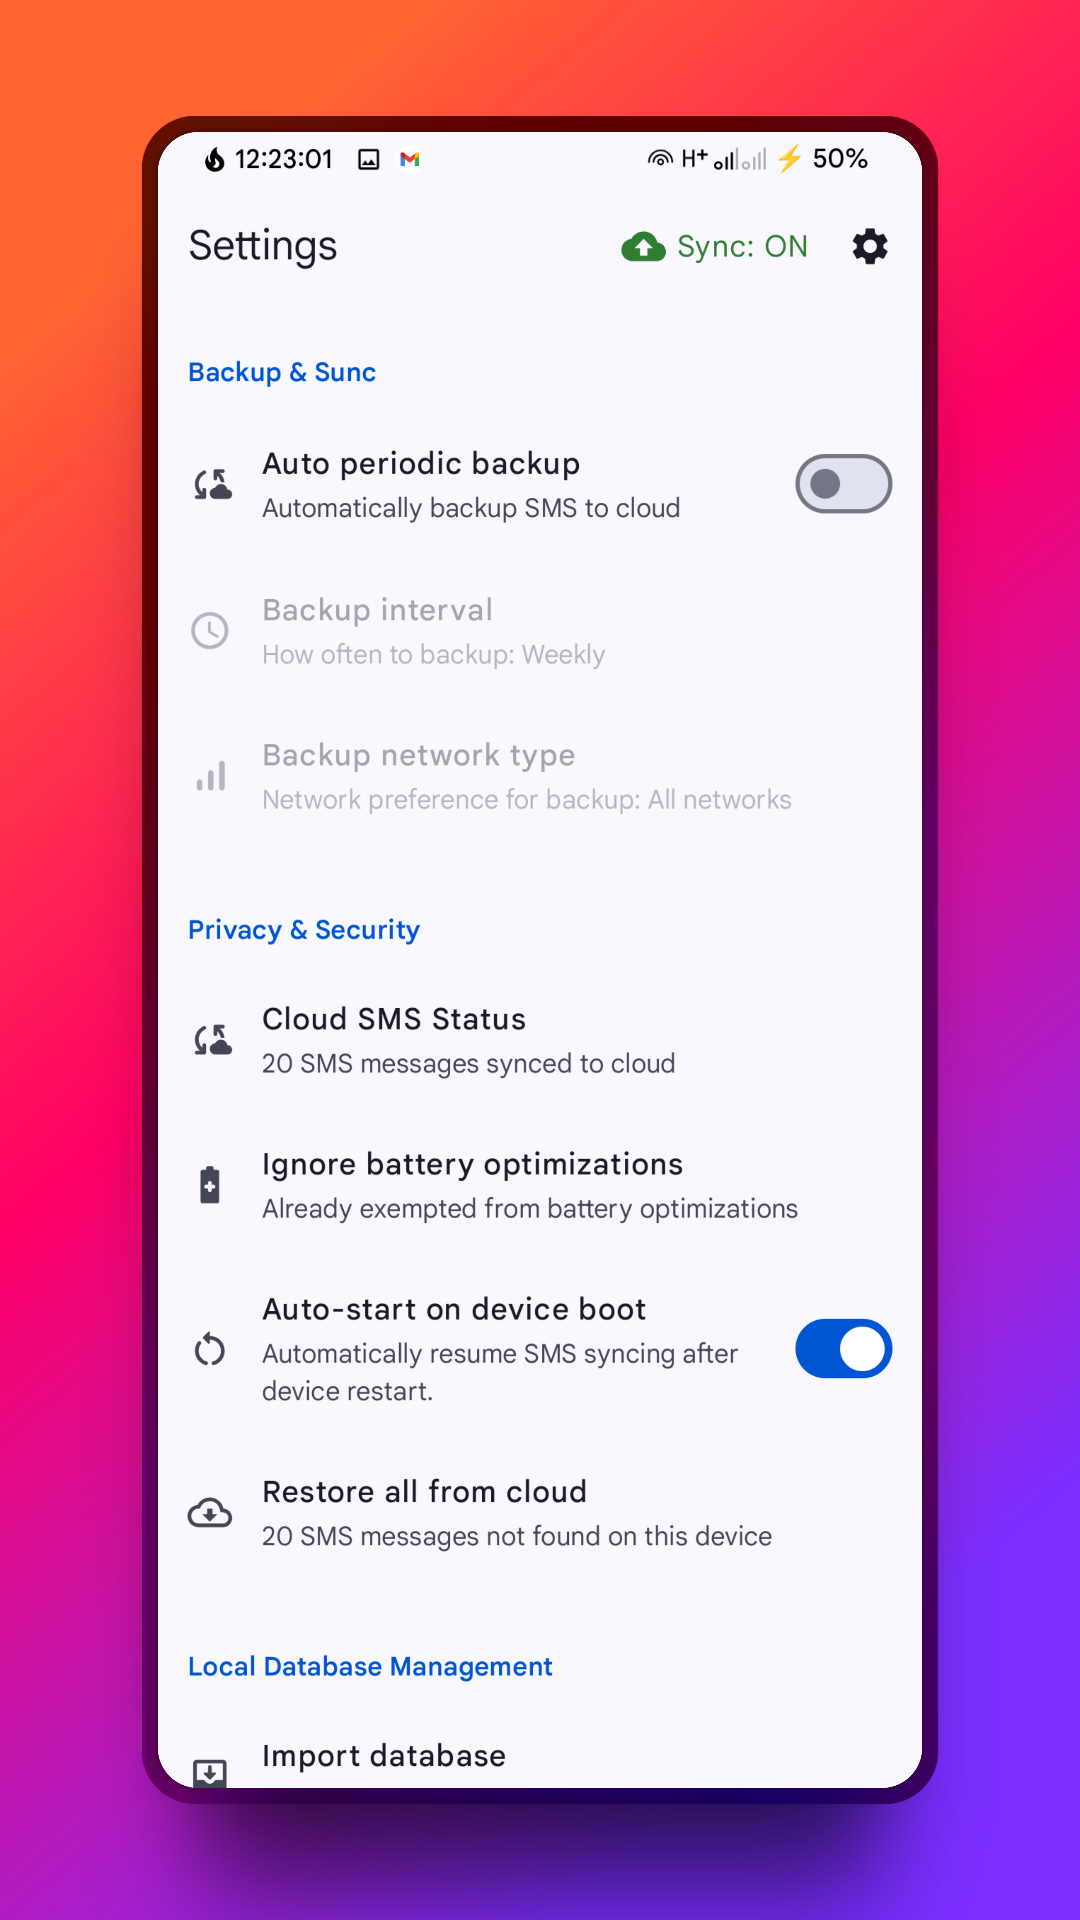 12:23:01
H+ ⚡ 50%
Settings
Sync: ON
Backup & Sunc
Auto periodic backup
Automatically backup SMS to cloud
Backup interval
How often to backup: Weekly
Backup network type
Network preference for backup: All networks
Privacy & Security
Cloud SMS Status
20 SMS messages synced to cloud
Ignore battery optimizations
Already exempted from battery optimizations
Auto-start on device boot
Automatically resume SMS syncing after
device restart.
Restore all from cloud
20 SMS messages not found on this device
Local Database Management
Import database